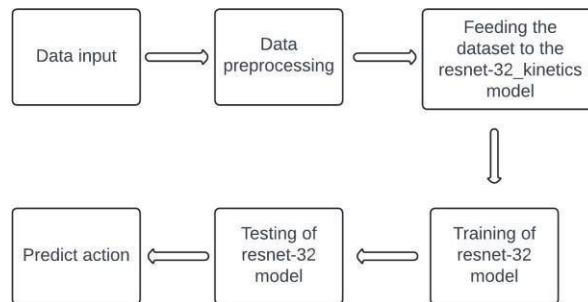 Data input
Data
preprocessing
Feeding the
dataset to the
resnet-32_kinetics
model
Training of
resnet-32
model
Testing of
resnet-32
model
Predict action